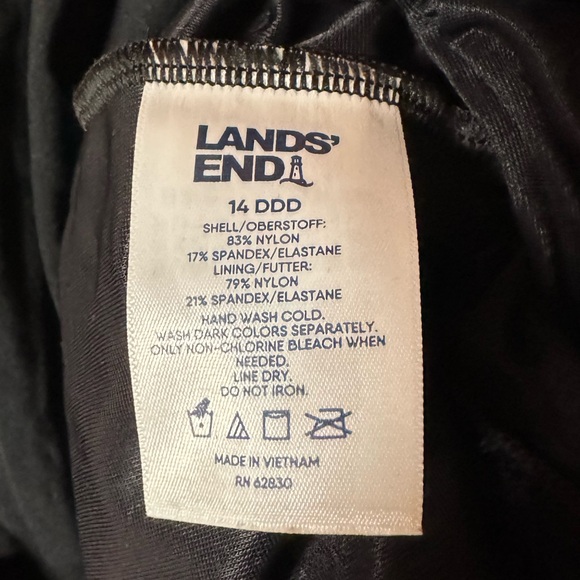 LANDS'
END
14 DDD
SHELL/OBERSTOFF:
83% NYLON
17% SPANDEX/ELASTANE
LINING/FUTTER:
79% NYLON
21% SPANDEX/ELASTANE
HAND WASH COLD.
WASH DARK COLORS SEPARATELY.
ONLY NON-CHLORINE BLEACH WHEN
NEEDED.
LINE DRY.
DO NOT IRON.
MADE IN VIETNAM
RN 62830